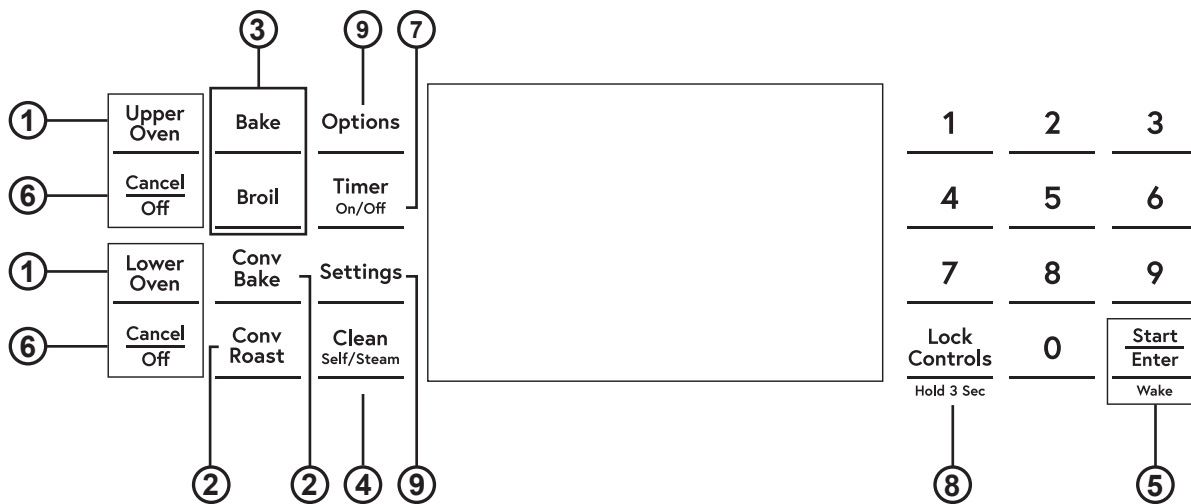 3 9 7
1 Upper Oven Bake Options 1 2 3
6 Cancel Off Broil Timer On/Off 4 5 6
1 Lower Oven Conv Bake Settings 7 8 9
6 Cancel Off Conv Roast Clean Self/Steam Lock Controls Hold 3 Sec 0 Start Enter Wake
2 2 4 9 8 5